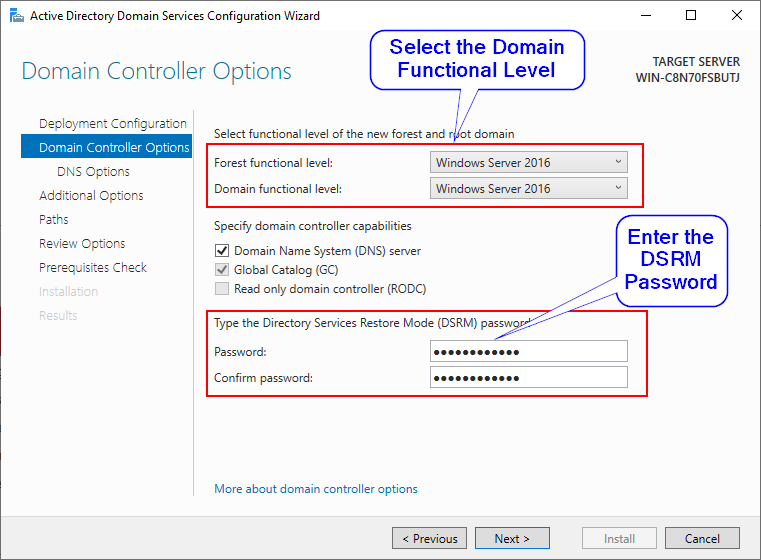 Active Directory Domain Services Configuration Wizard
Select the Domain
Functional Level
Domain Controller Options
TARGET SERVER
WIN-C8N70FSBUTJ
Deployment Configuration
Domain Controller Options
DNS Options
Additional Options
Paths
Review Options
Prerequisites Check
Installation
Results
Select functional level of the new forest and root domain
Forest functional level:
Windows Server 2016
Domain functional level:
Windows Server 2016
Specify domain controller capabilities
Domain Name System (DNS) server
Global Catalog (GC)
Read only domain controller (RODC)
Enter the
DSRM
Password
Type the Directory Services Restore Mode (DSRM) password
Password:
●●●●●●●●●●●●
Confirm password:
●●●●●●●●●●●●
More about domain controller options
< Previous
Next >
Install
Cancel